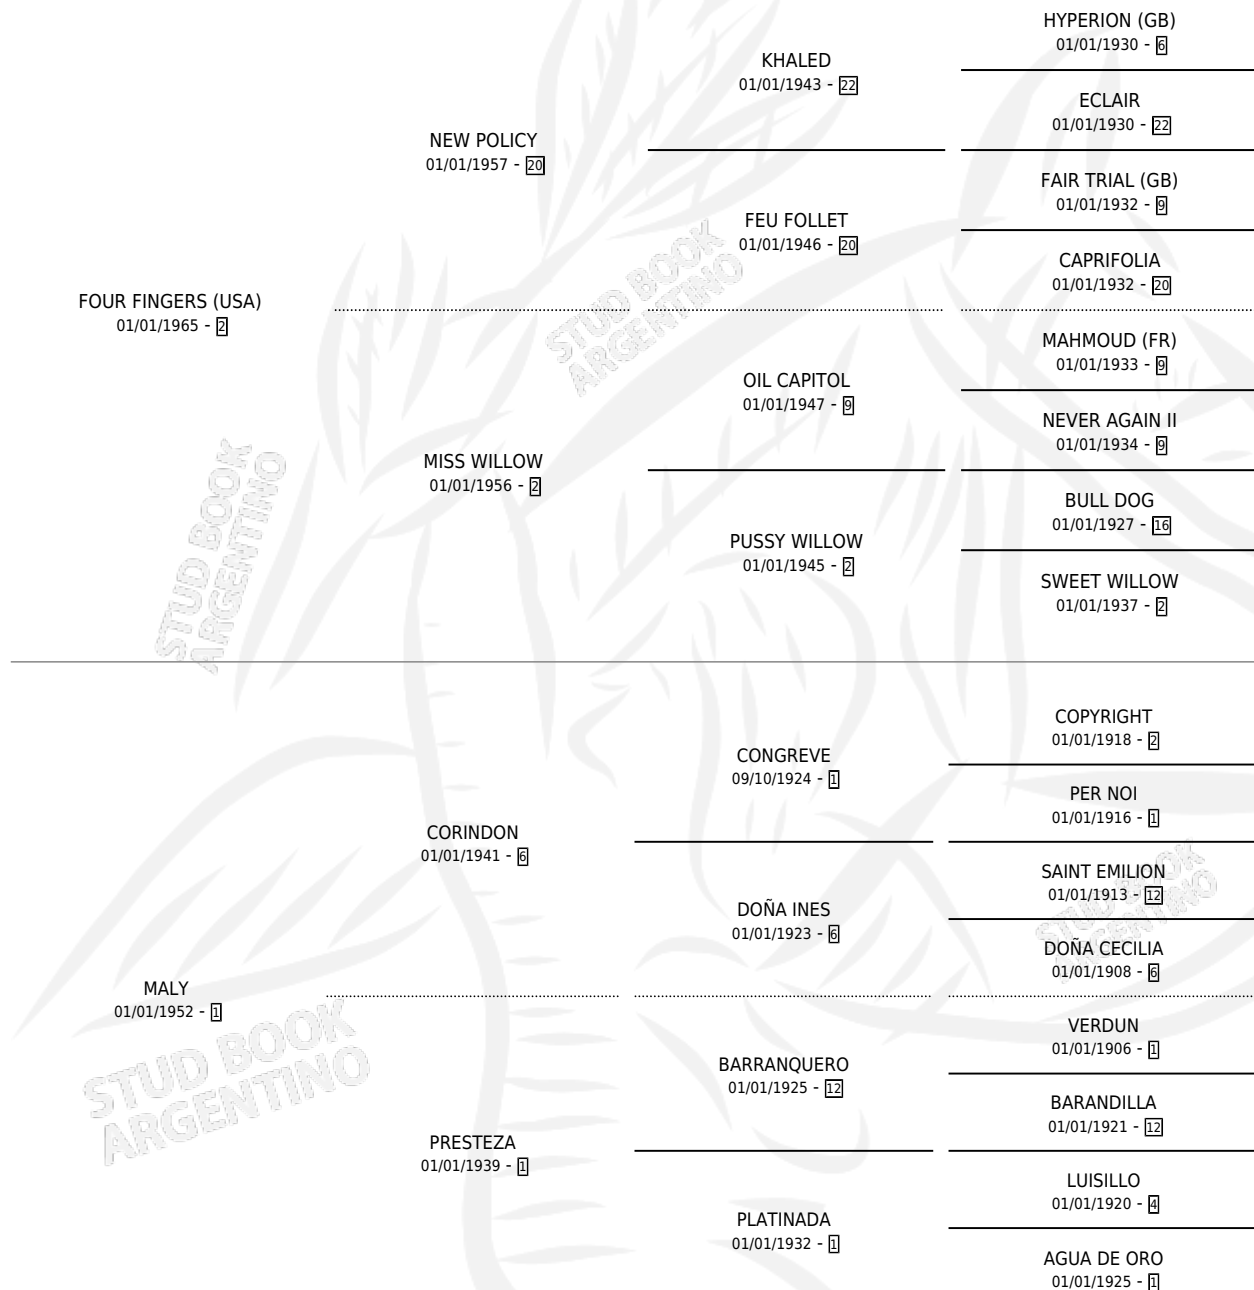 HYPERION (GB)
01/01/1930 - 6
KHALED
01/01/1943 - 22
ECLAIR
01/01/1930 - 22
NEW POLICY
01/01/1957 - 20
FAIR TRIAL (GB)
01/01/1932 - 9
FEU FOLLET
01/01/1946 - 20
CAPRIFOLIA
01/01/1932 - 20
FOUR FINGERS (USA)
01/01/1965 - 2
MAHMOUD (FR)
01/01/1933 - 9
OIL CAPITOL
01/01/1947 - 9
NEVER AGAIN II
01/01/1934 - 9
MISS WILLOW
01/01/1956 - 2
BULL DOG
01/01/1927 - 16
PUSSY WILLOW
01/01/1945 - 2
SWEET WILLOW
01/01/1937 - 2
COPYRIGHT
01/01/1918 - 2
CONGREVE
09/10/1924 - 1
PER NOI
01/01/1916 - 1
CORINDON
01/01/1941 - 6
SAINT EMILION
01/01/1913 - 12
DOÑA INES
01/01/1923 - 6
DOÑA CECILIA
01/01/1908 - 6
MALY
01/01/1952 - 1
VERDUN
01/01/1906 - 1
BARRANQUERO
01/01/1925 - 12
BARANDILLA
01/01/1921 - 12
PRESTEZA
01/01/1939 - 1
LUISILLO
01/01/1920 - 4
PLATINADA
01/01/1932 - 1
AGUA DE ORO
01/01/1925 - 1
STUD BOOK
ARGENTINO
STUD BOOK
ARGENTINO
STUD BOOK
ARGENTINO
STUD BOOK
ARGENTINO